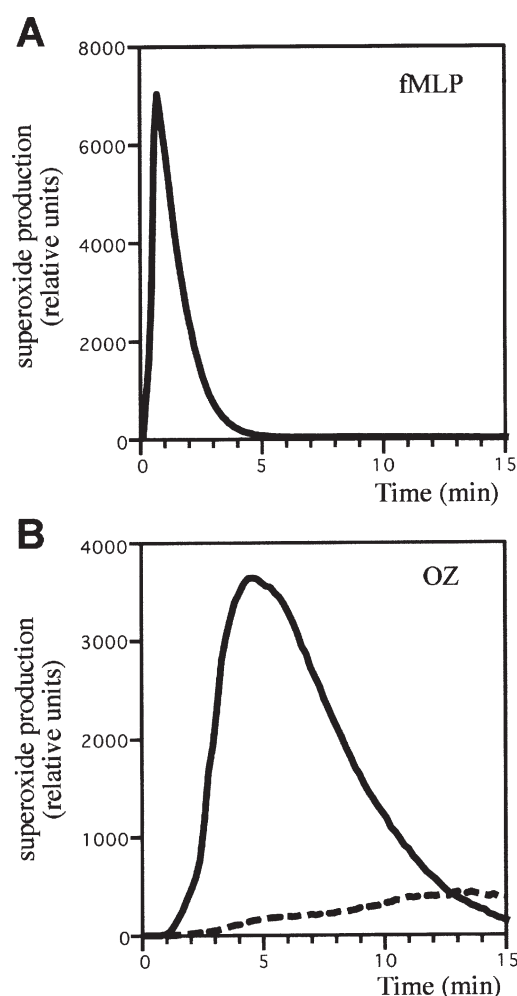 A
8000
fMLP
6000
4000
2000
0
superoxide production
(relative units)
0 5 10 15
Time (min)
B
4000
OZ
3000
2000
1000
0
superoxide production
(relative units)
0 5 10 15
Time (min)